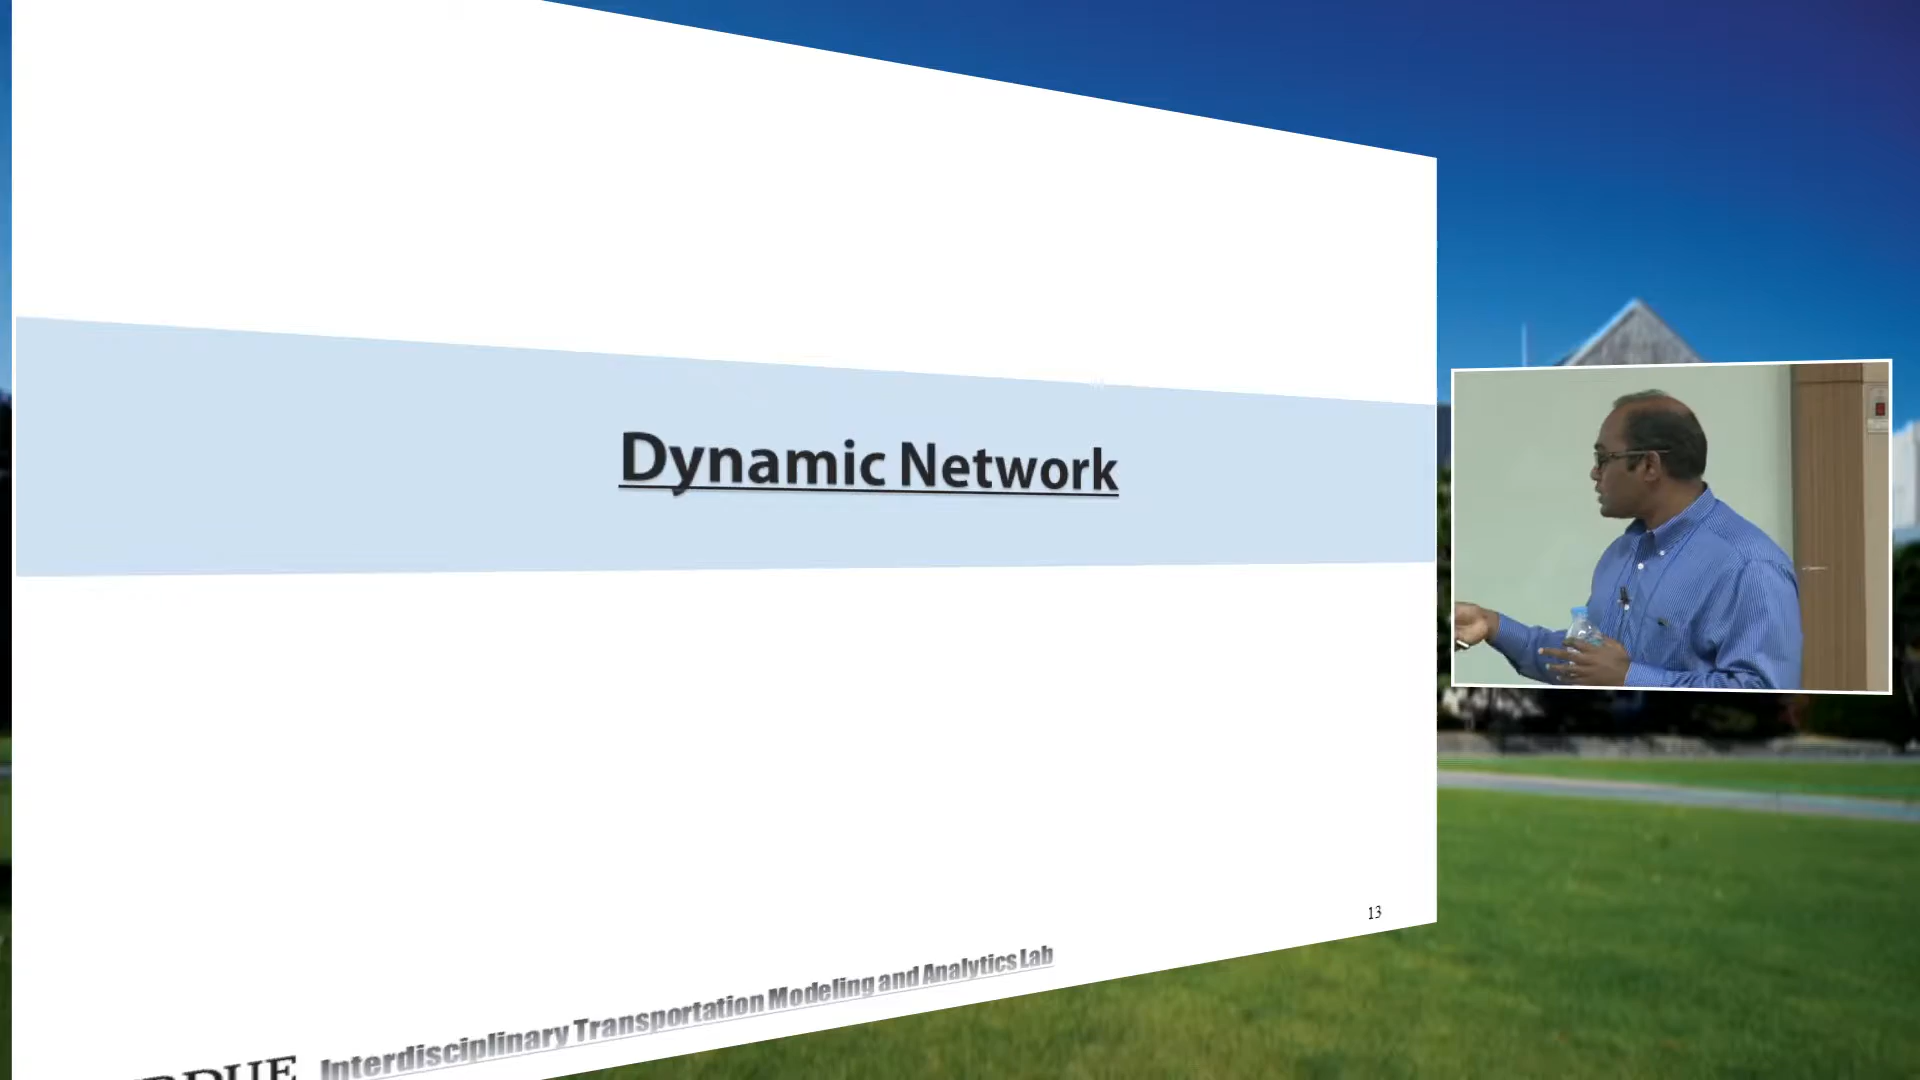 Dynamic Network
13
Interdisciplinary Transportation Modeling and Analytics Lab